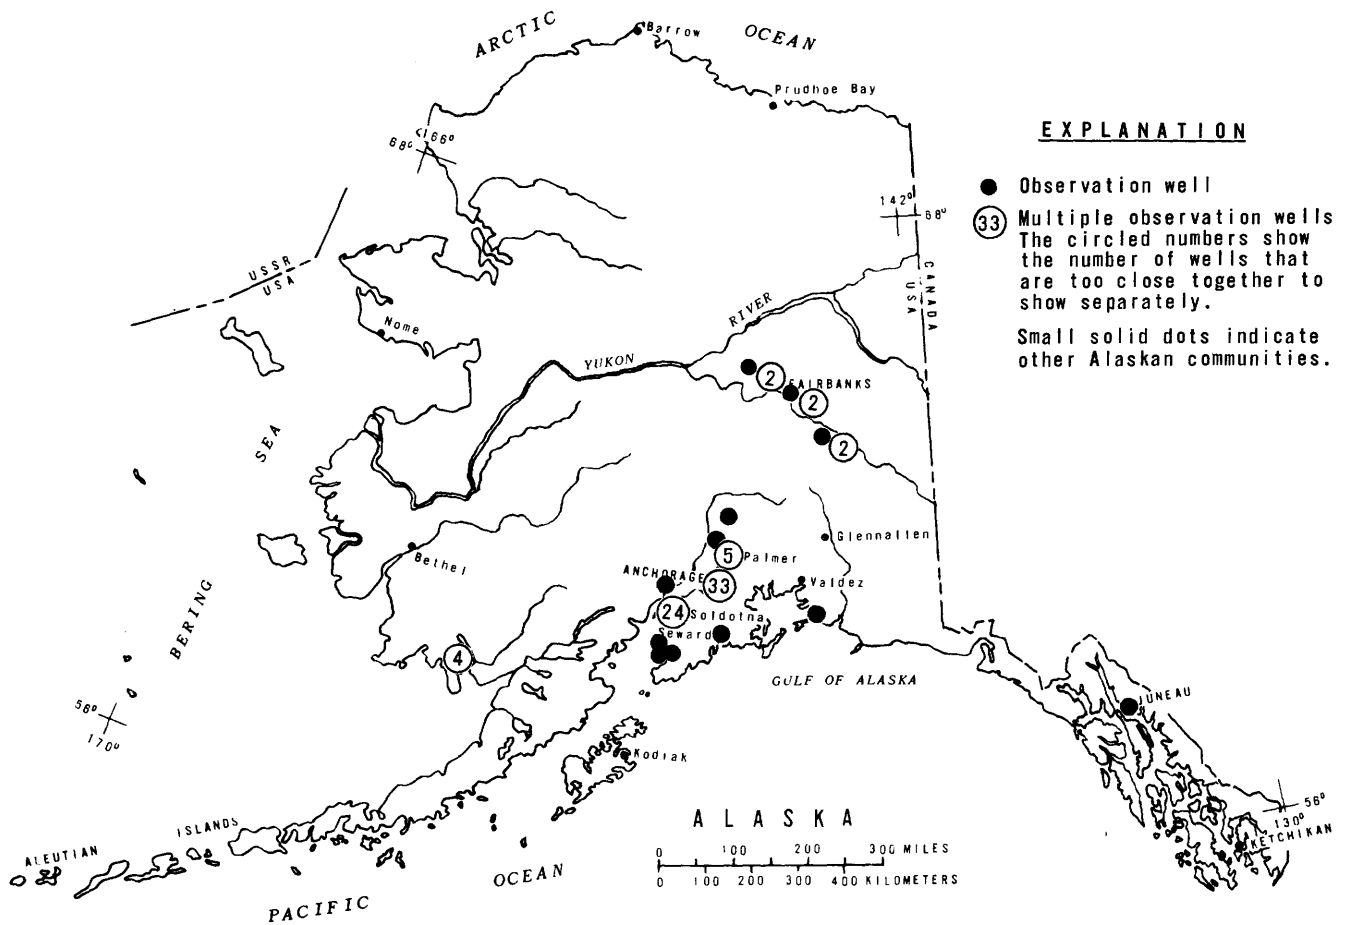 ARCTIC
OCEAN
Barrow
Prudhoe Bay
166°
68°
142°
68°
USSR
USA
CANADA
USA
Nome
RIVER
YUKON
2
FAIRBANKS
2
2
SEA
BERING
Bethel
Glennallen
5
Palmer
ANCHORAGE
33
Valdez
24
Soldotna
Seward
4
GULF OF ALASKA
JUNEAU
56°
170°
Kodiak
ISLANDS
ALEUTIAN
PACIFIC
OCEAN
56°
130°
KETCHIKAN
ALASKA
0 100 200 300 MILES
0 100 200 300 400 KILOMETERS
EXPLANATION
Observation well
33 Multiple observation wells
The circled numbers show
the number of wells that
are too close together to
show separately.
Small solid dots indicate
other Alaskan communities.